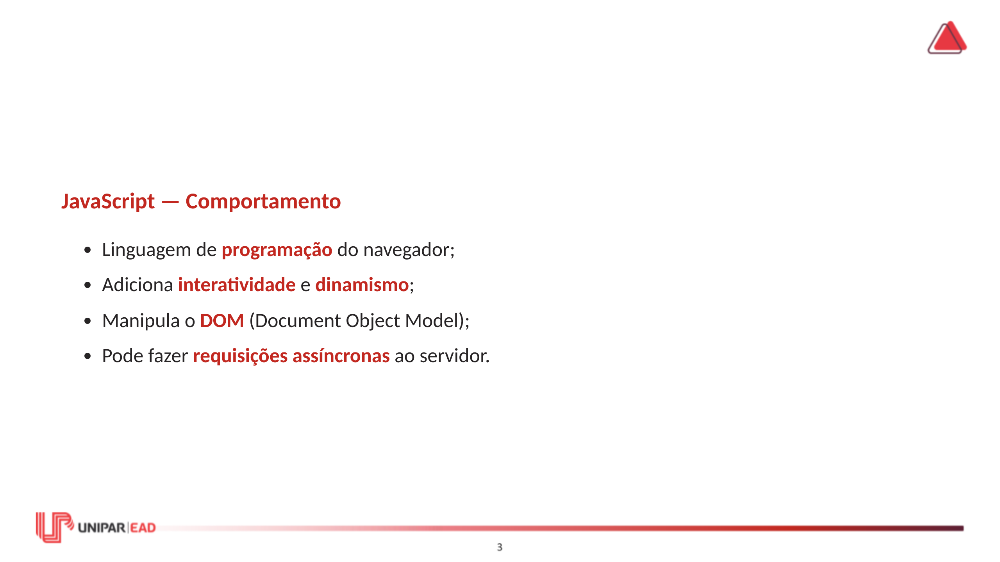 JavaScript — Comportamento
• Linguagem de programação do navegador;
• Adiciona interatividade e dinamismo;
• Manipula o DOM (Document Object Model);
• Pode fazer requisições assíncronas ao servidor.
UNIPAR|EAD
3